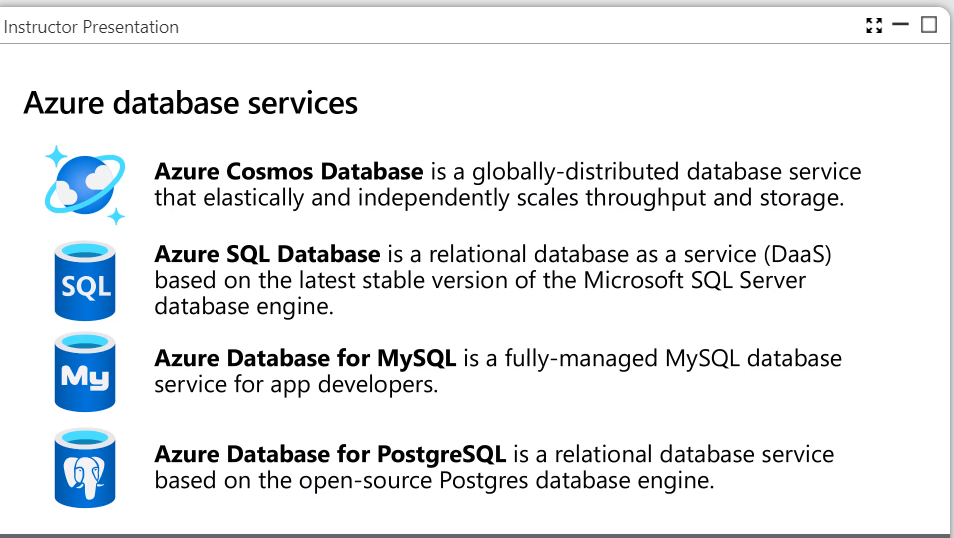 Instructor Presentation
Azure database services
Azure Cosmos Database is a globally-distributed database service
that elastically and independently scales throughput and storage.
SQL
Azure SQL Database is a relational database as a service (DaaS)
based on the latest stable version of the Microsoft SQL Server
database engine.
My
Azure Database for MySQL is a fully-managed MySQL database
service for app developers.
Azure Database for PostgreSQL is a relational database service
based on the open-source Postgres database engine.